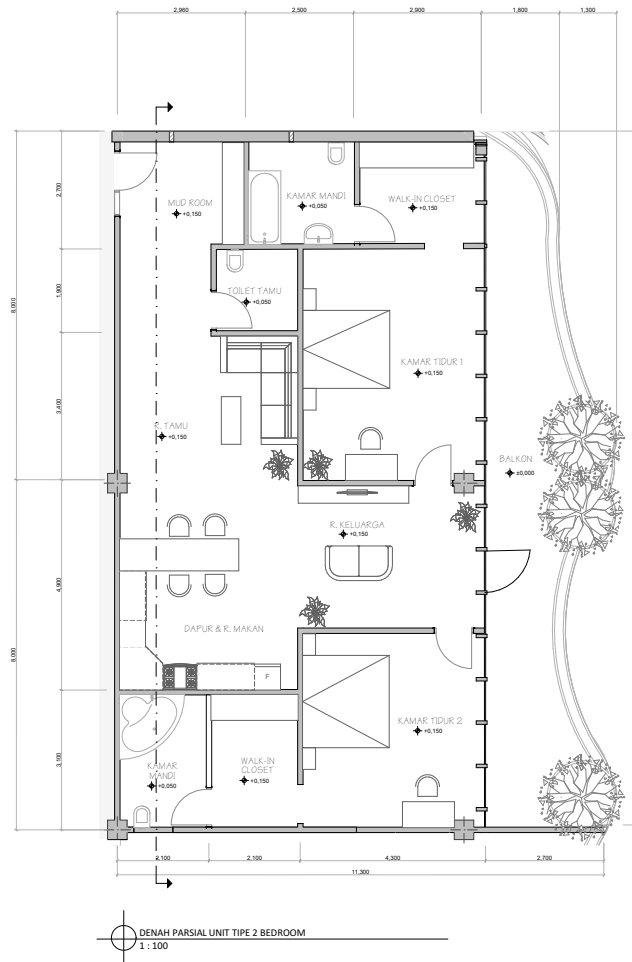 2,960
2,500
2,900
1,800
1,300
8,000
2,700
1,900
3,400
4,900
8,000
3,100
MUD ROOM
+0,150
KAMAR MANDI
+0,050
WALK-IN CLOSET
+0,150
TOILET TAMU
+0,050
KAMAR TIDUR 1
+0,150
R. TAMU
+0,150
BALKON
±0,000
R. KELUARGA
+0,150
DAPUR & R. MAKAN
F
KAMAR TIDUR 2
+0,150
KAMAR
MANDI
+0,050
WALK-IN
CLOSET
+0,150
2,100
2,100
4,300
2,700
11,300
DENAH PARSIAL UNIT TIPE 2 BEDROOM
1 : 100